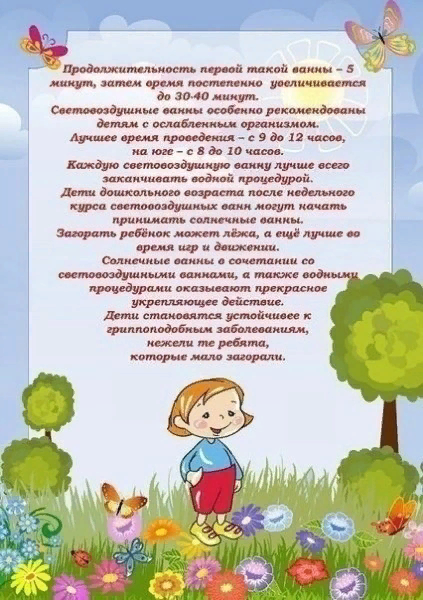 Продолжительность первой такой ванны – 5
минут, затем время постепенно увеличивается
до 30-40 минут.
Световоздушные ванны особенно рекомендованы
детям с ослабленным организмом.
Лучшее время проведения – с 9 до 12 часов,
на юге – с 8 до 10 часов.
Каждую световоздушную ванну лучше всего
заканчивать водной процедурой.
Дети дошкольного возраста после недельного
курса световоздушных ванн могут начать
принимать солнечные ванны.
Загорать ребёнок может лёжа, а ещё лучше во
время игр и движении.
Солнечные ванны в сочетании со
световоздушными ваннами, а также водными
процедурами оказывают прекрасное
укрепляющее действие.
Дети становятся устойчивее к
гриппоподобным заболеваниям,
нежели те ребята,
которые мало загорали.